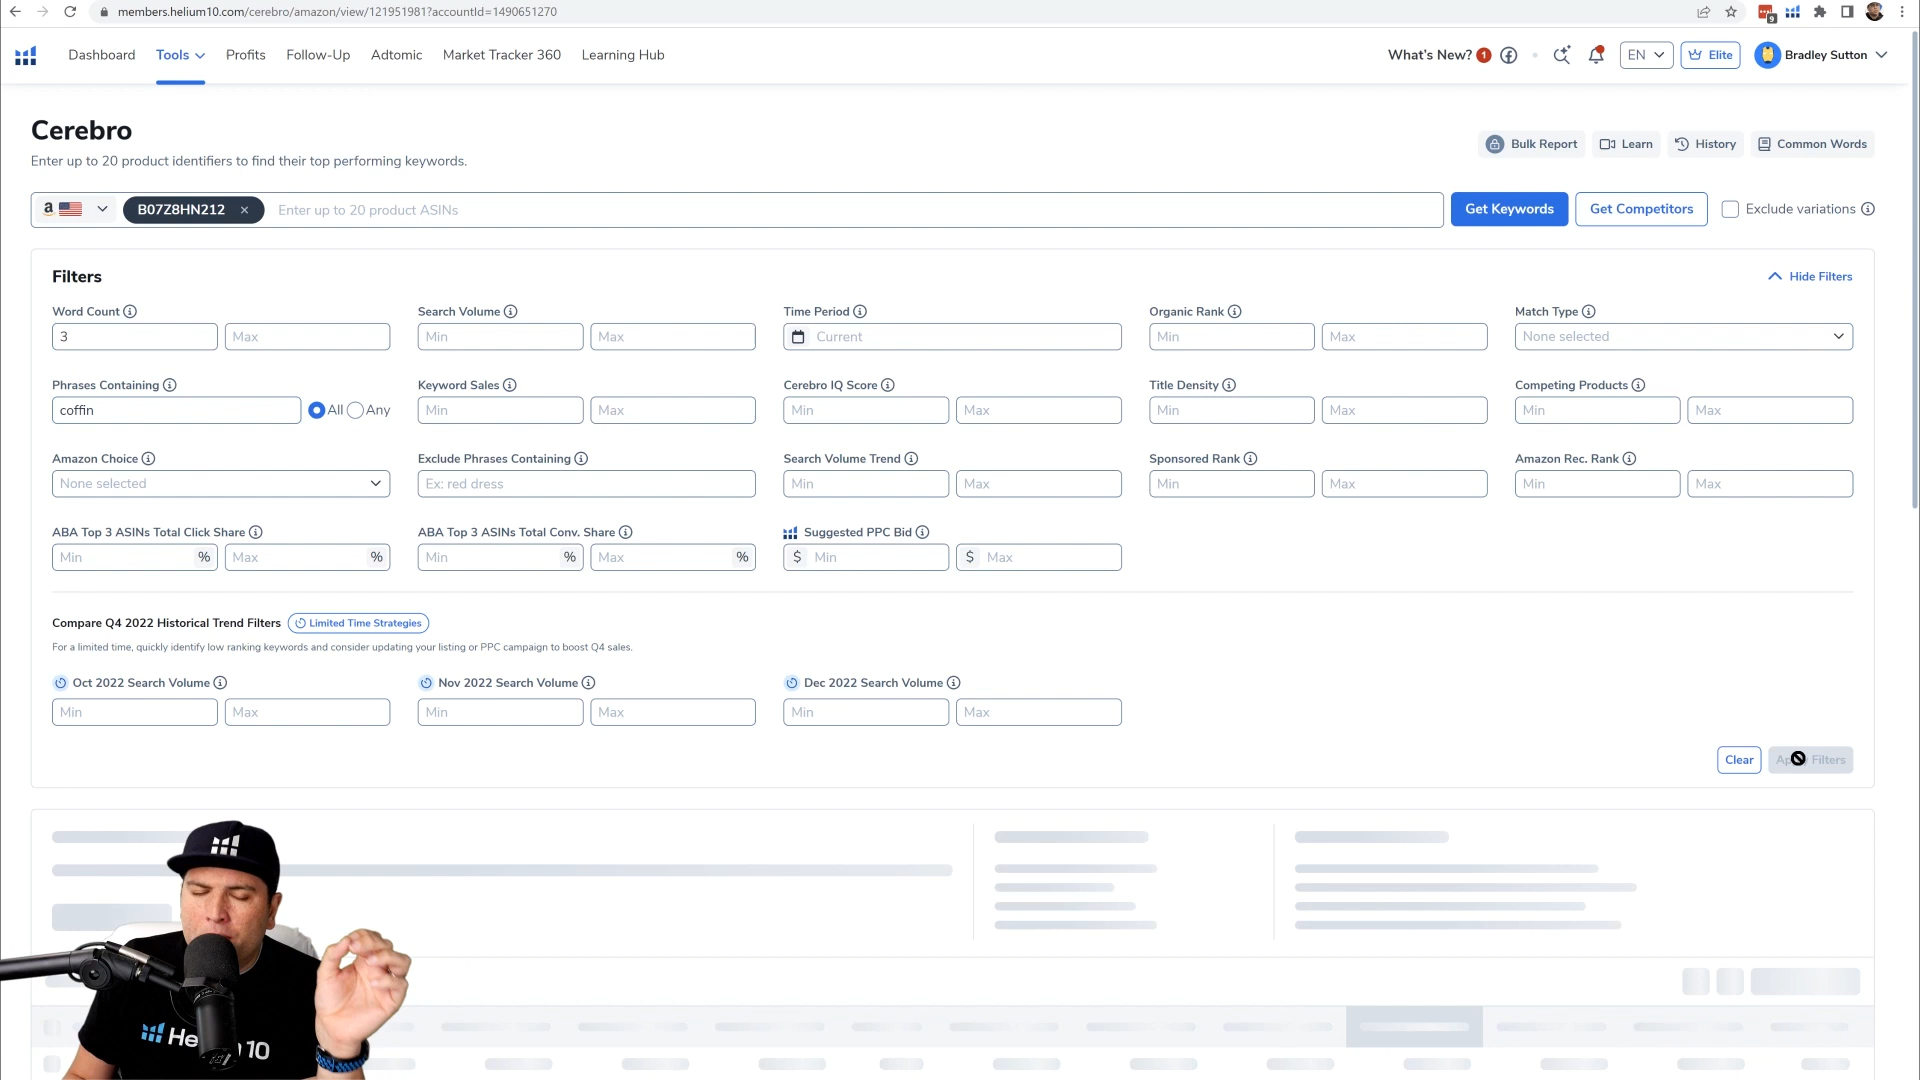 members.helium10.com/cerebro/amazon/view/121951981?accountId=1490651270
9
Dashboard Tools Profits Follow-Up Adtomic Market Tracker 360 Learning Hub
What's New? 1 EN Elite Bradley Sutton
Cerebro
Enter up to 20 product identifiers to find their top performing keywords.
Bulk Report Learn History Common Words
a B07Z8HN212 × Enter up to 20 product ASINs Get Keywords Get Competitors Exclude variations
Filters Hide Filters
Word Count Search Volume Time Period Organic Rank Match Type
3 Max Min Max Current Min Max None selected
Phrases Containing Keyword Sales Cerebro IQ Score Title Density Competing Products
coffin All Any Min Max Min Max Min Max Min Max
Amazon Choice Exclude Phrases Containing Search Volume Trend Sponsored Rank Amazon Rec. Rank
None selected Ex: red dress Min Max Min Max Min Max
ABA Top 3 ASINs Total Click Share ABA Top 3 ASINs Total Conv. Share Suggested PPC Bid
Min % Max % Min % Max % $ Min $ Max
Compare Q4 2022 Historical Trend Filters Limited Time Strategies
For a limited time, quickly identify low ranking keywords and consider updating your listing or PPC campaign to boost Q4 sales.
Oct 2022 Search Volume Nov 2022 Search Volume Dec 2022 Search Volume
Min Max Min Max Min Max
Clear Filters
10